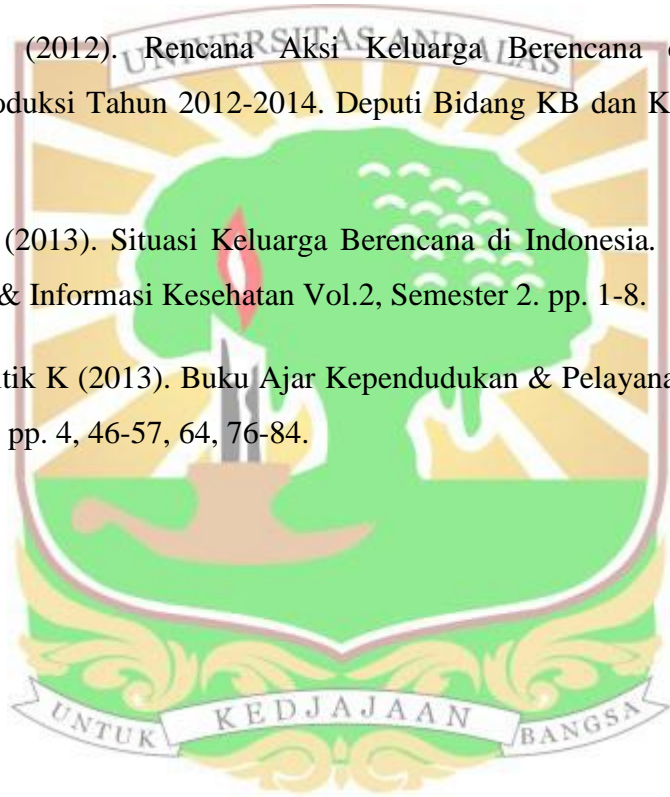 (2012). Rencana Aksi Keluarga Berencana
UNIVERSITAS ANDALAS
oduksi Tahun 2012-2014. Deputi Bidang KB dan K
(2013). Situasi Keluarga Berencana di Indonesia.
& Informasi Kesehatan Vol.2, Semester 2. pp. 1-8.
tik K (2013). Buku Ajar Kependudukan & Pelayana
pp. 4, 46-57, 64, 76-84.
UNTUK KEDJAJAAN BANGSA